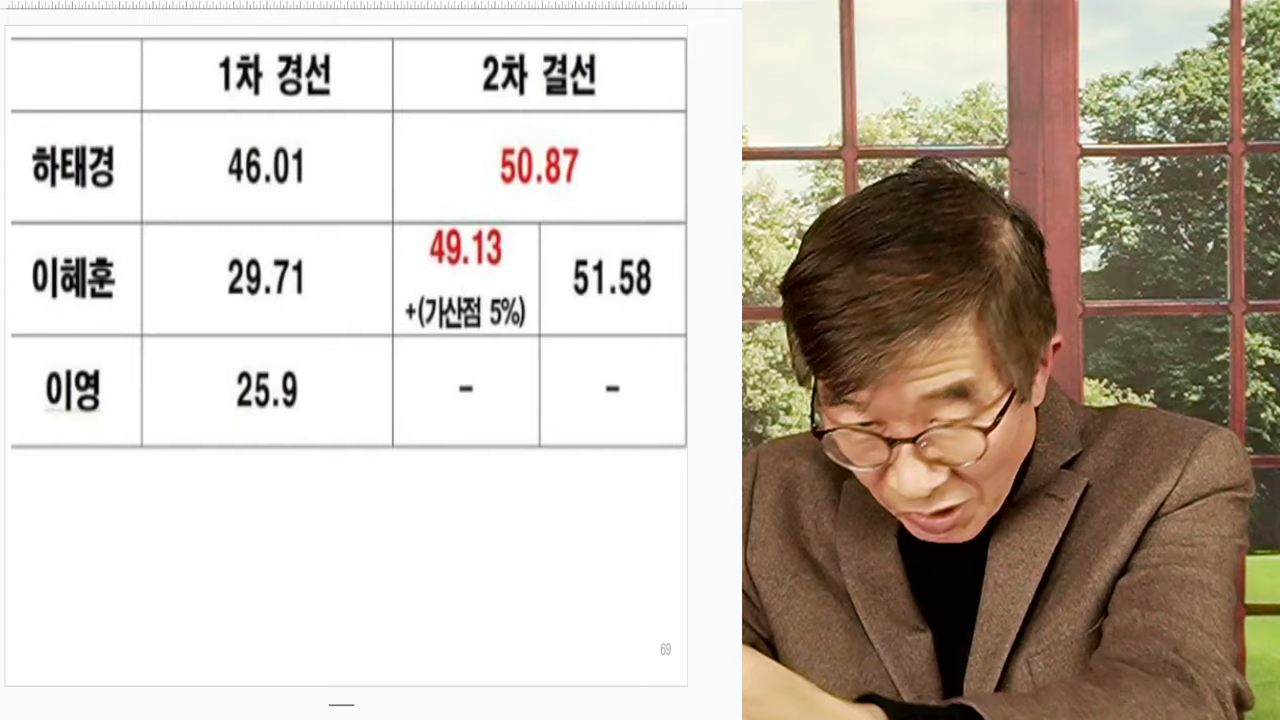 1차 경선 2차 결선
하태경 46.01 50.87
이혜훈 29.71 49.13 51.58
+(가산점 5%)
이영 25.9 - -
69